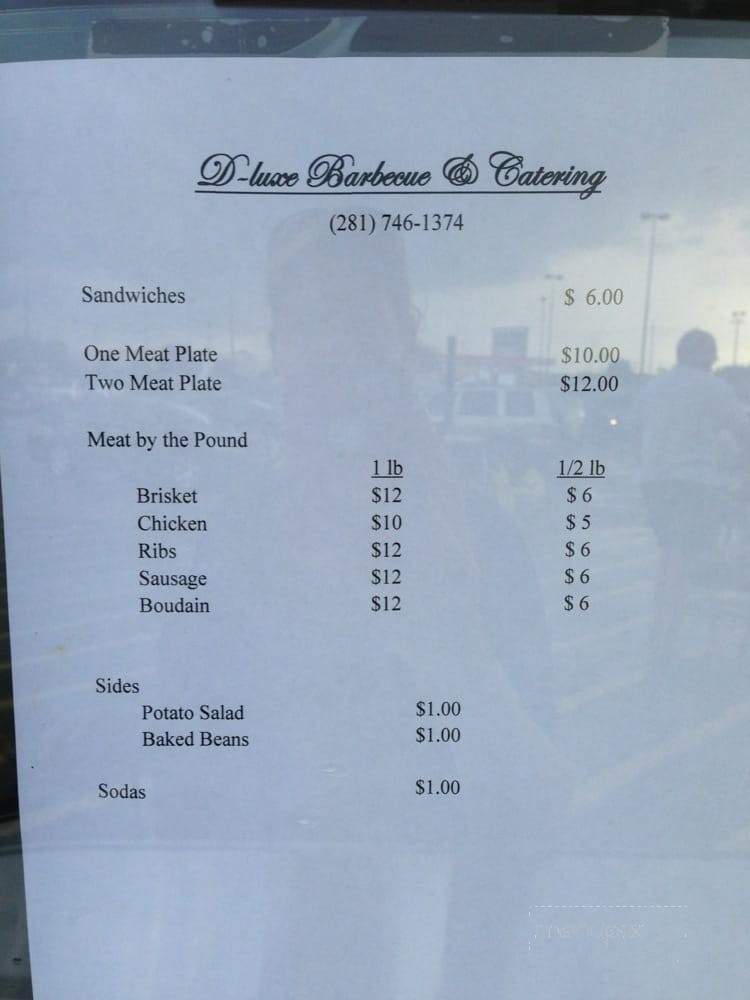 D-luxe Barbecue & Catering
(281) 746-1374
Sandwiches $ 6.00
One Meat Plate $10.00
Two Meat Plate $12.00
Meat by the Pound
1 lb 1/2 lb
Brisket $12 $ 6
Chicken $10 $ 5
Ribs $12 $ 6
Sausage $12 $ 6
Boudain $12 $ 6
Sides
Potato Salad $1.00
Baked Beans $1.00
Sodas $1.00